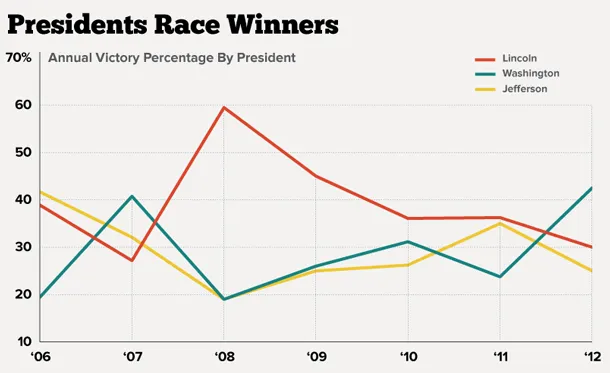 Presidents Race Winners
70% Annual Victory Percentage By President
Lincoln
Washington
Jefferson
60
50
40
30
20
10
‘06 ‘07 ‘08 ‘09 ‘10 ‘11 ‘12